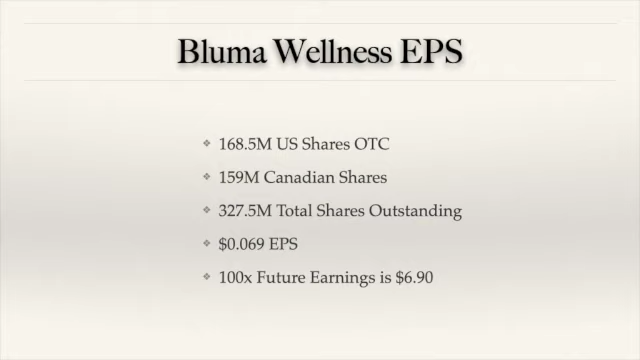 Bluma Wellness EPS
168.5M US Shares OTC
159M Canadian Shares
327.5M Total Shares Outstanding
$0.069 EPS
100x Future Earnings is $6.90